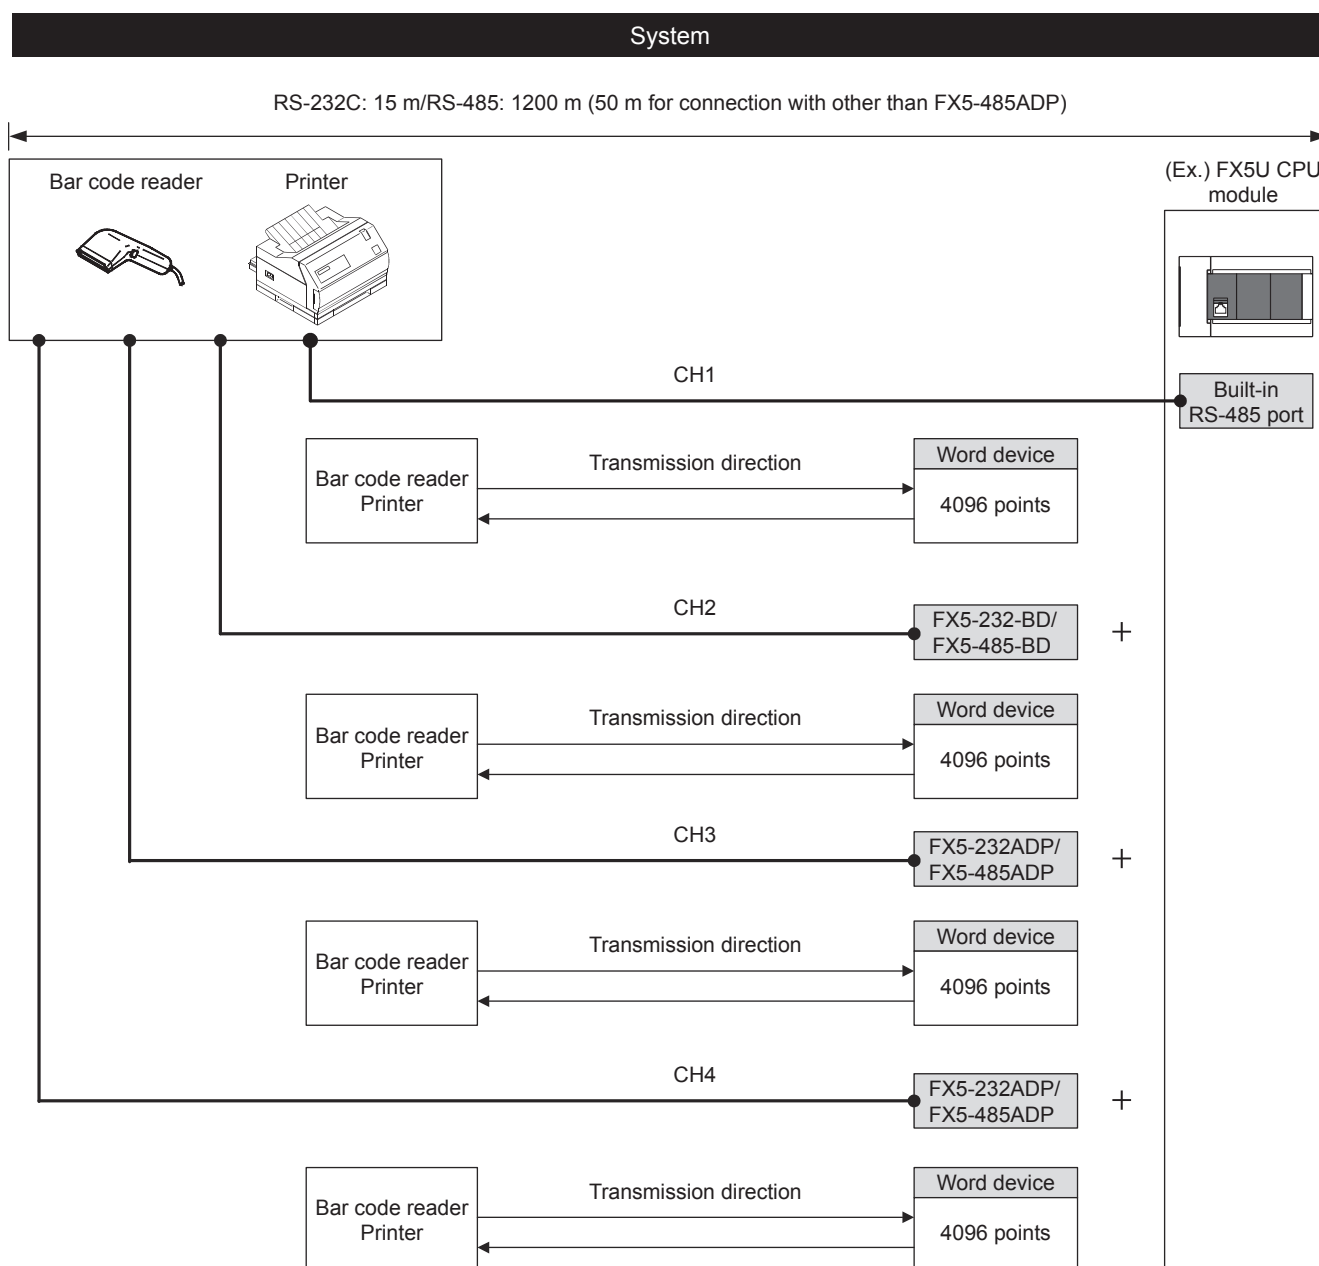 System
RS-232C: 15 m/RS-485: 1200 m (50 m for connection with other than FX5-485ADP)
Bar code reader
Printer
(Ex.) FX5U CPU
module
CH1
Built-in
RS-485 port
Bar code reader
Printer
Transmission direction
Word device
4096 points
CH2
FX5-232-BD/
FX5-485-BD
+
Bar code reader
Printer
Transmission direction
Word device
4096 points
CH3
FX5-232ADP/
FX5-485ADP
+
Bar code reader
Printer
Transmission direction
Word device
4096 points
CH4
FX5-232ADP/
FX5-485ADP
+
Bar code reader
Printer
Transmission direction
Word device
4096 points